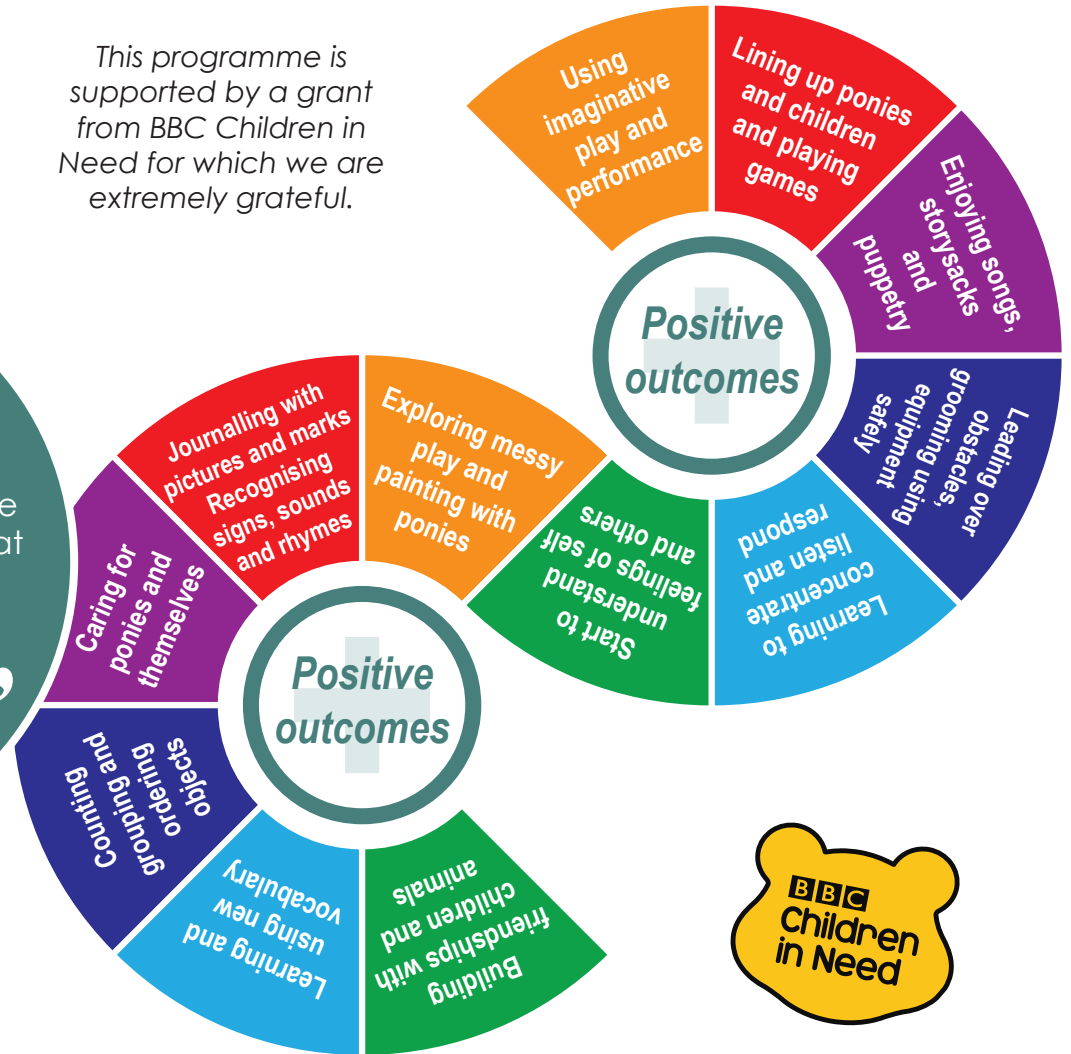 This programme is
supported by a grant
from BBC Children in
Need for which we are
extremely grateful.
Using
imaginative
play and
performance
Lining up ponies
and children
and playing
games
Enjoying songs,
storysacks
and
puppetry
Leading over
obstacles,
grooming using
equipment
safely
Learning to
concentrate
listen and
respond
Start to
understand
feelings of self
and others
Positive
outcomes
Exploring messy
play and
painting with
ponies
Journalling with
pictures and marks
Recognising
signs, sounds
and rhymes
Caring for
ponies and
themselves
Counting
grouping and
ordering
objects
Learning and
using new
vocabulary
Building
friendships with
children and
animals
Positive
outcomes
e
at
’
BBC
Children
in Need